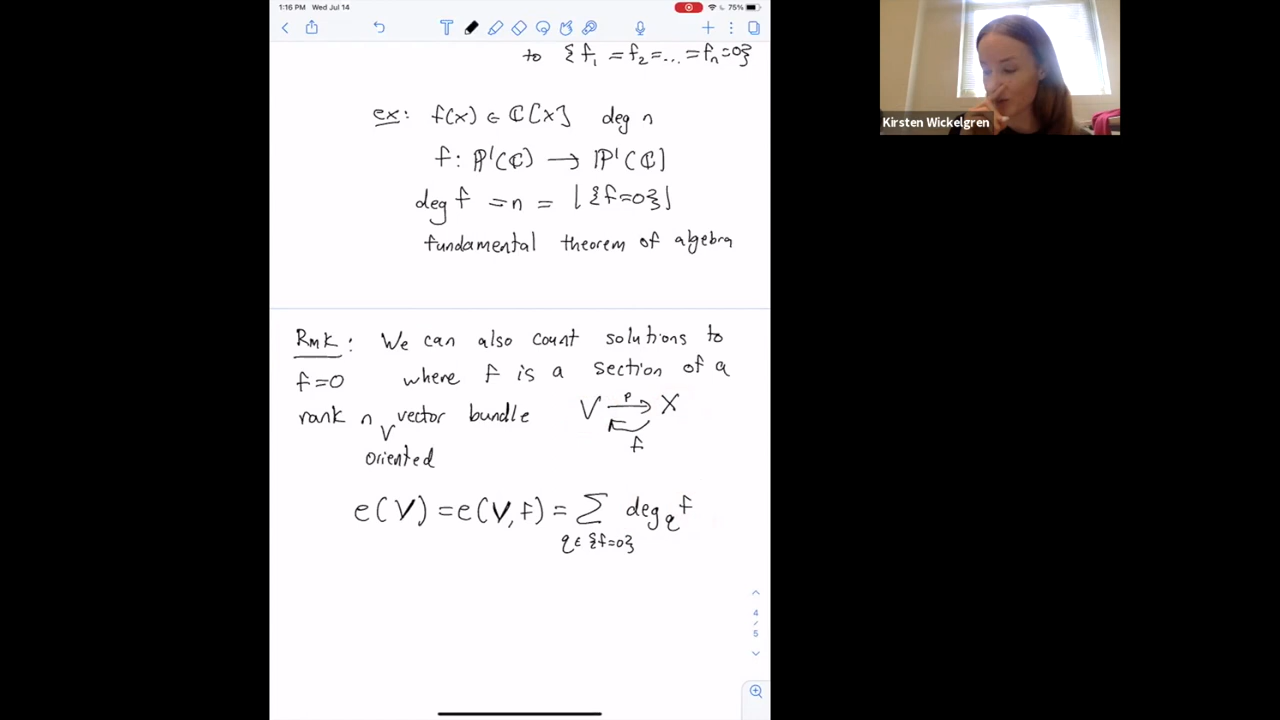 1:16 PM Wed Jul 14
75%
to {f₁ = f₂ = ... = fₙ = 0}
ex: f(x) ∈ ℂ[x] deg n
f: ℙ¹(ℂ) → ℙ¹(ℂ)
deg f = n = |{f=0}|
fundamental theorem of algebra
Rmk: We can also count solutions to
f=0 where f is a section of a
rank n vector bundle V p→ X
oriented f
e(V) = e(V, f) = Σ deg_q f
q ∈ {f=0}
4
/
5
Kirsten Wickelgren